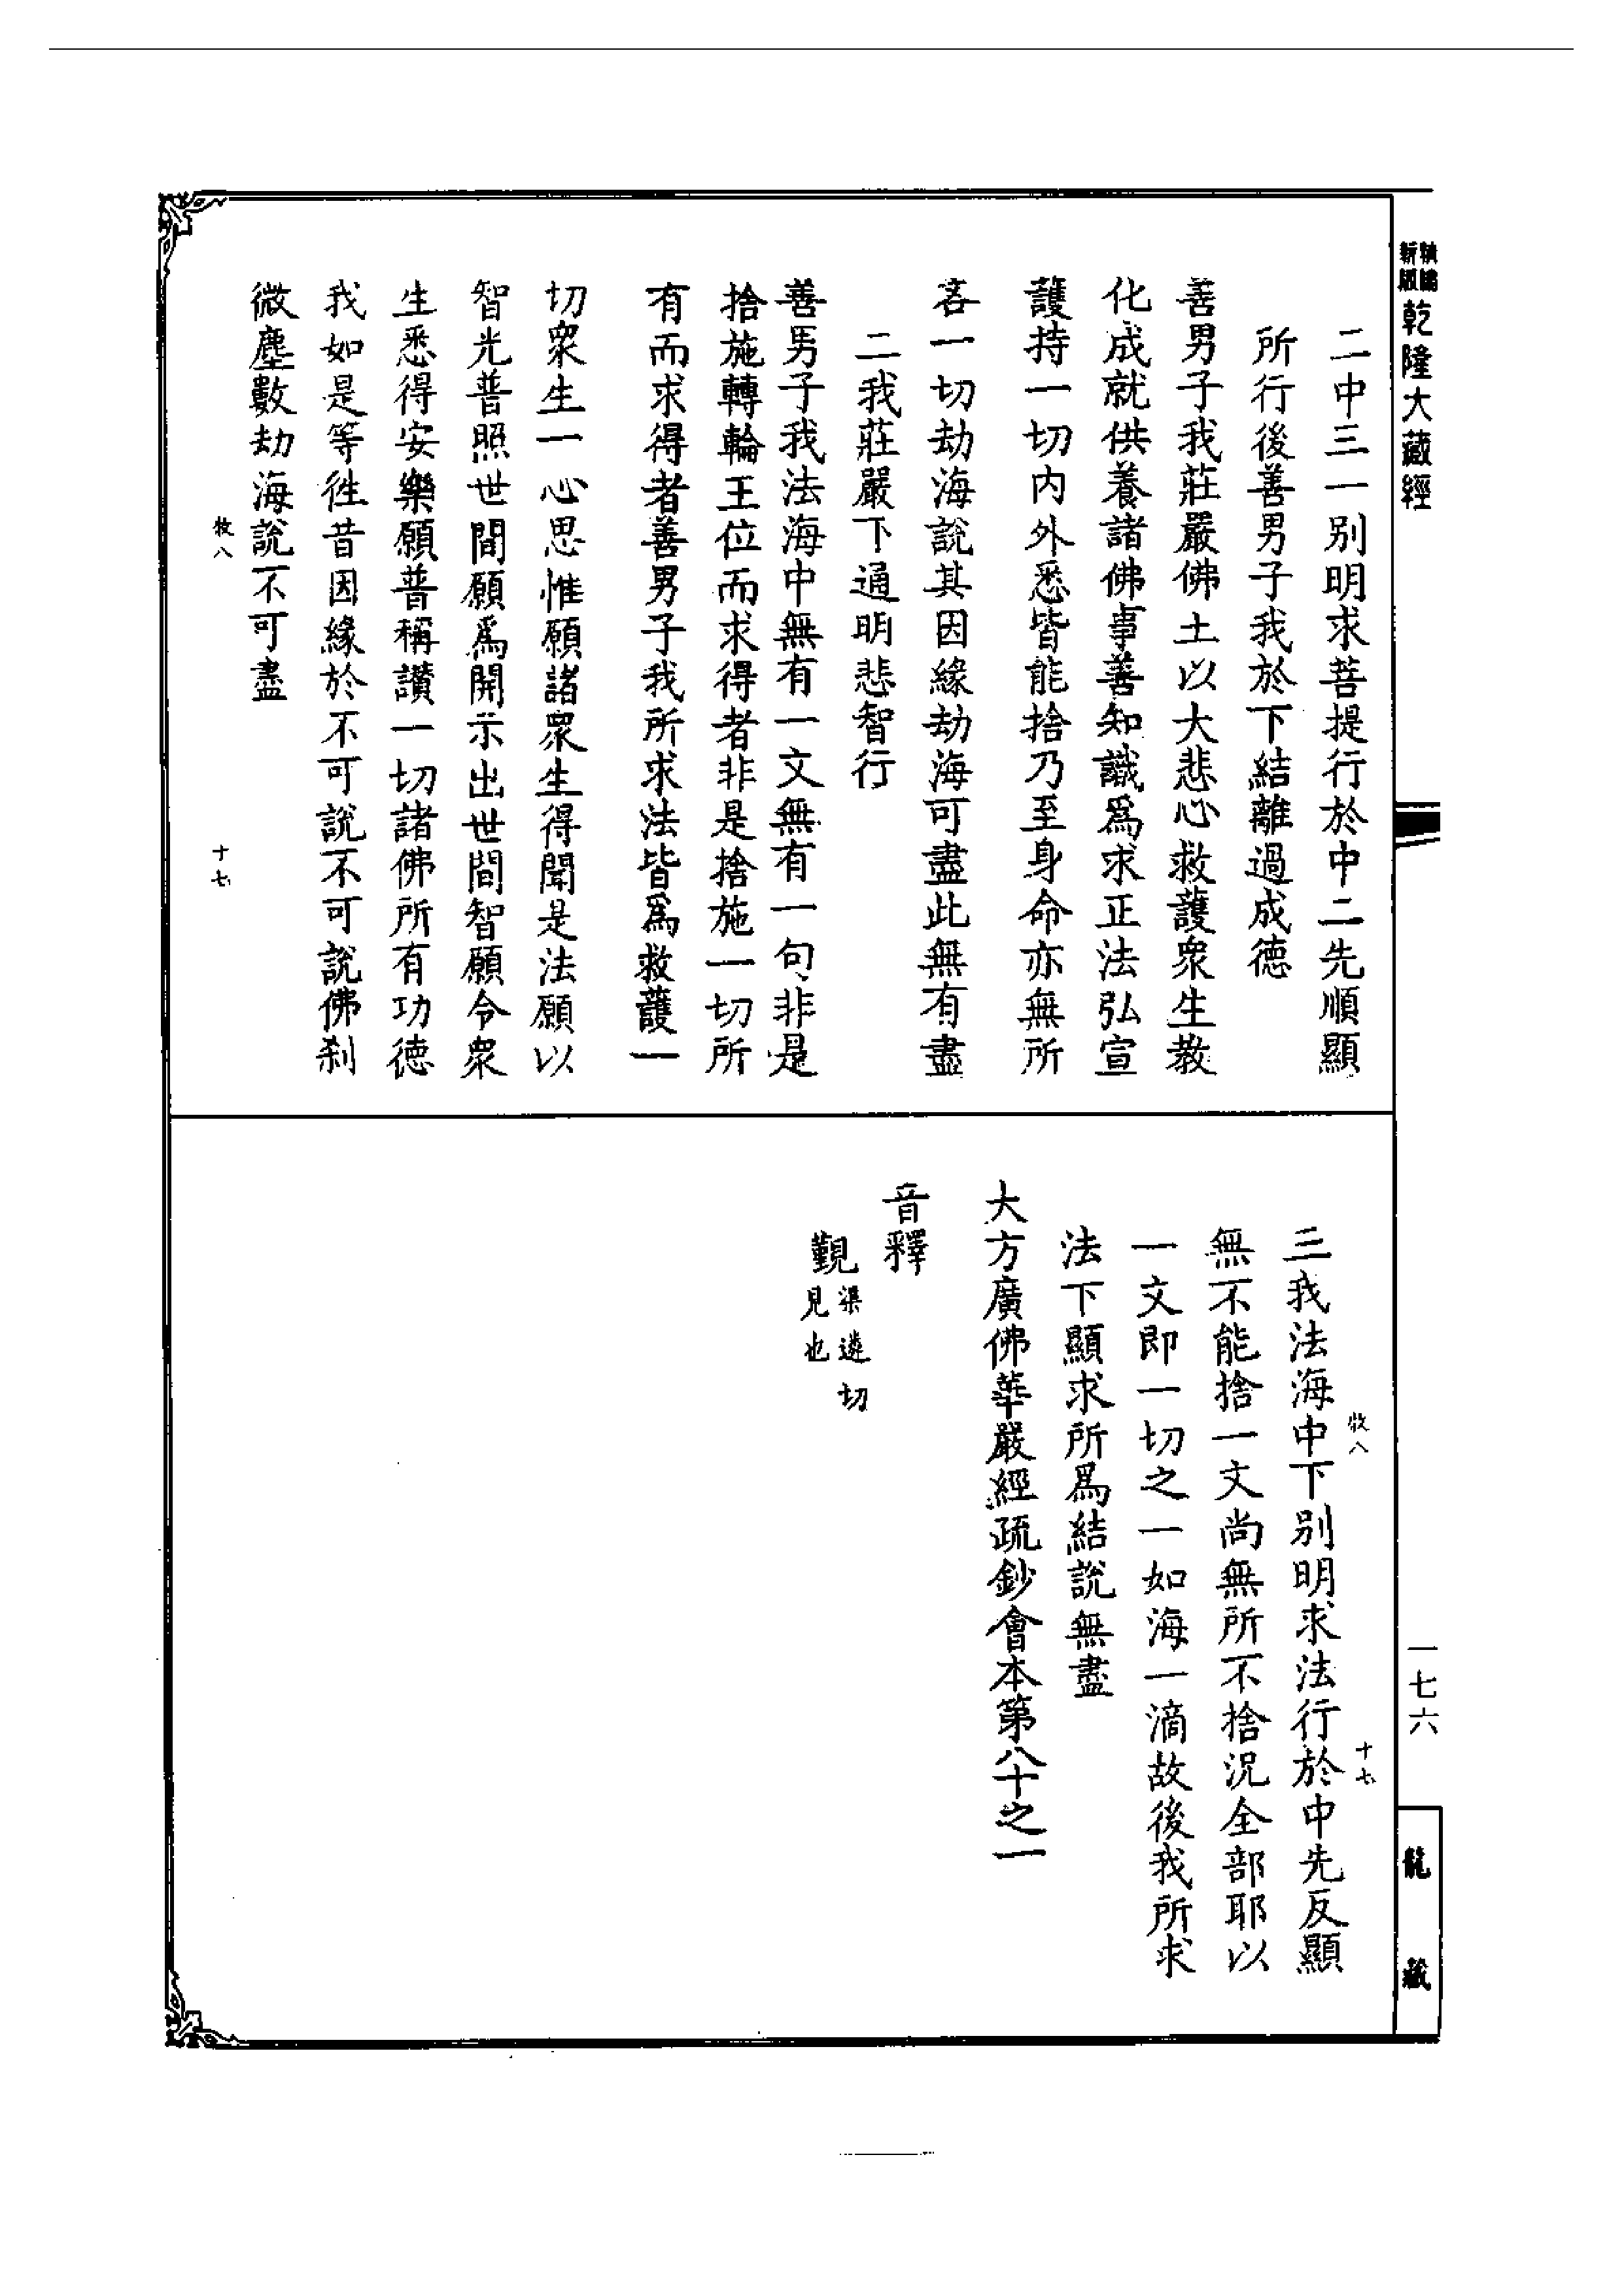 新版
精編
乾隆大藏經
二中三一別明求菩提行於中二先順顯
所行後善男子我於下結離過成德
善男子我莊嚴佛土以大悲心救護衆生教
化成就供養諸佛事善知識爲求正法弘宣
護持一切内外悉皆能捨乃至身命亦無所
吝一切劫海說其因緣劫海可盡此無有盡
二我莊嚴下通明悲智行
善男子我法海中無有一文無有一句非是
捨施轉輪王位而求得者非是捨施一切所
有而求得者善男子我所求法皆爲救護一
切衆生一心思惟願諸衆生得聞是法願以
智光普照世間願爲開示出世間智願令衆
生悉得安樂願普稱讚一切諸佛所有功德
我如是等徃昔因緣於不可說不可說佛刹
微塵數劫海說不可盡
牧八
十七
牧八
十七
三我法海中下別明求法行於中先反顯
無不能捨一文尚無所不捨況全部耶以
一文即一切之一如海一滴故後我所求
法下顯求所爲結說無盡
大方廣佛華嚴經疏鈔會本第八十之一
音釋
覲渠遴切
見也
一七六
龍藏